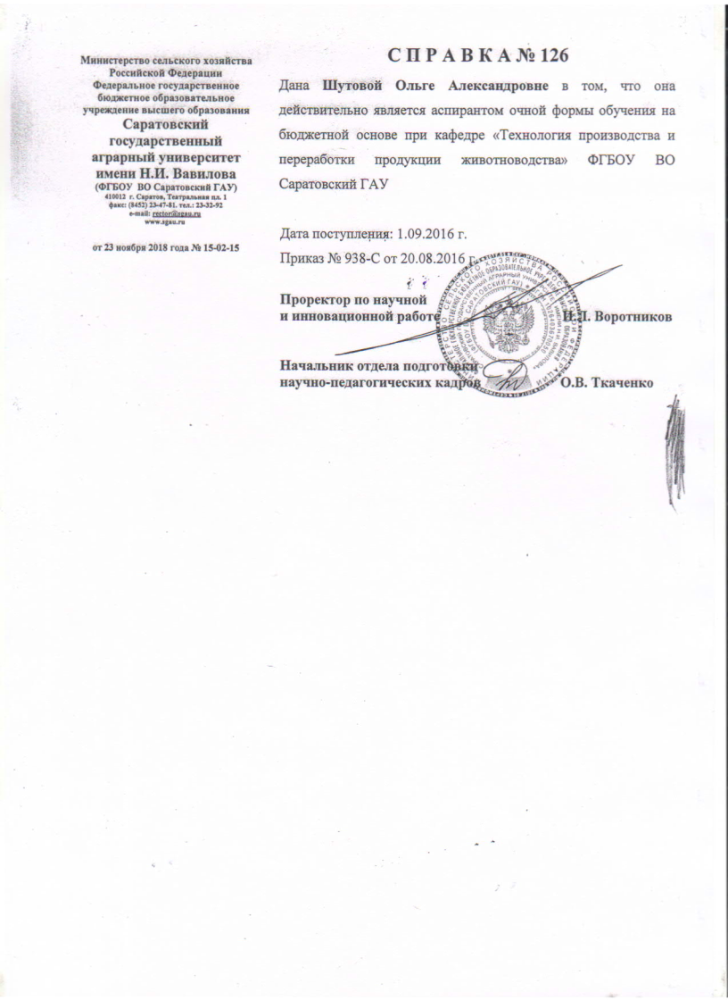 Министерство сельского хозяйства
Российской Федерации
Федеральное государственное
бюджетное образовательное
учреждение высшего образования
Саратовский
государственный
аграрный университет
имени Н.И. Вавилова
(ФГБОУ ВО Саратовский ГАУ)
410012 г. Саратов, Театральная пл. 1
факс: (8452) 23-47-81. тел.: 23-32-92
e-mail: rector@sgau.ru
www.sgau.ru
от 23 ноября 2018 года № 15-02-15
С П Р А В К А № 126
Дана Шутовой Ольге Александровне в том, что она
действительно является аспирантом очной формы обучения на
бюджетной основе при кафедре «Технология производства и
переработки продукции животноводства» ФГБОУ ВО
Саратовский ГАУ
Дата поступления: 1.09.2016 г.
Приказ № 938-С от 20.08.2016 г.
Проректор по научной
и инновационной работе И.Л. Воротников
Начальник отдела подготовки
научно-педагогических кадров О.В. Ткаченко